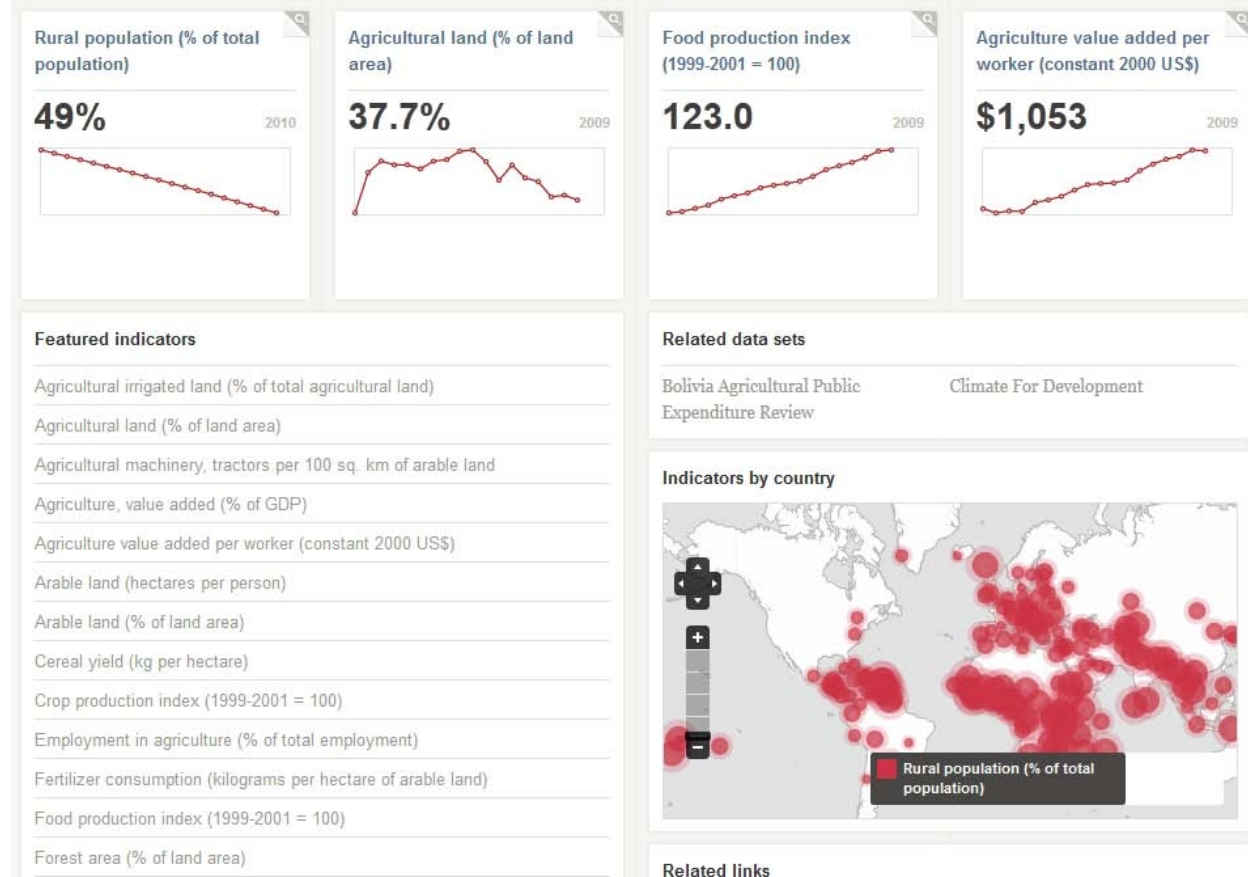 Rural population (% of total
population)
49%
2010
Agricultural land (% of land
area)
37.7%
2009
Food production index
(1999-2001 = 100)
123.0
2009
Agriculture value added per
worker (constant 2000 US$)
$1,053
2009
Featured indicators
Agricultural irrigated land (% of total agricultural land)
Agricultural land (% of land area)
Agricultural machinery, tractors per 100 sq. km of arable land
Agriculture, value added (% of GDP)
Agriculture value added per worker (constant 2000 US$)
Arable land (hectares per person)
Arable land (% of land area)
Cereal yield (kg per hectare)
Crop production index (1999-2001 = 100)
Employment in agriculture (% of total employment)
Fertilizer consumption (kilograms per hectare of arable land)
Food production index (1999-2001 = 100)
Forest area (% of land area)
Related data sets
Bolivia Agricultural Public
Expenditure Review
Climate For Development
Indicators by country
Rural population (% of total
population)
Related links